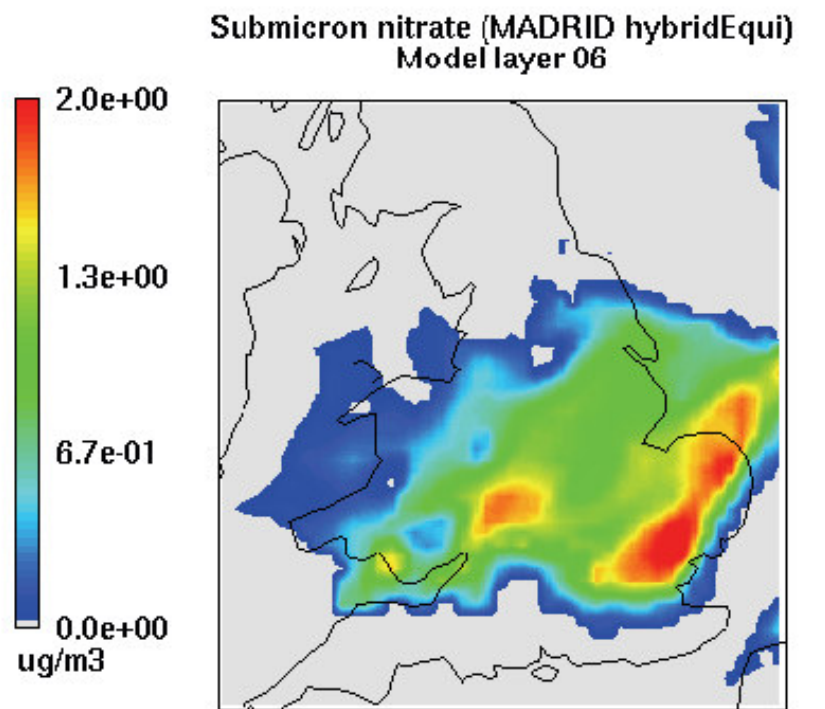 Submicron nitrate (MADRID hybridEqui)
Model layer 06
2.0e+00
1.3e+00
6.7e-01
0.0e+00
ug/m3